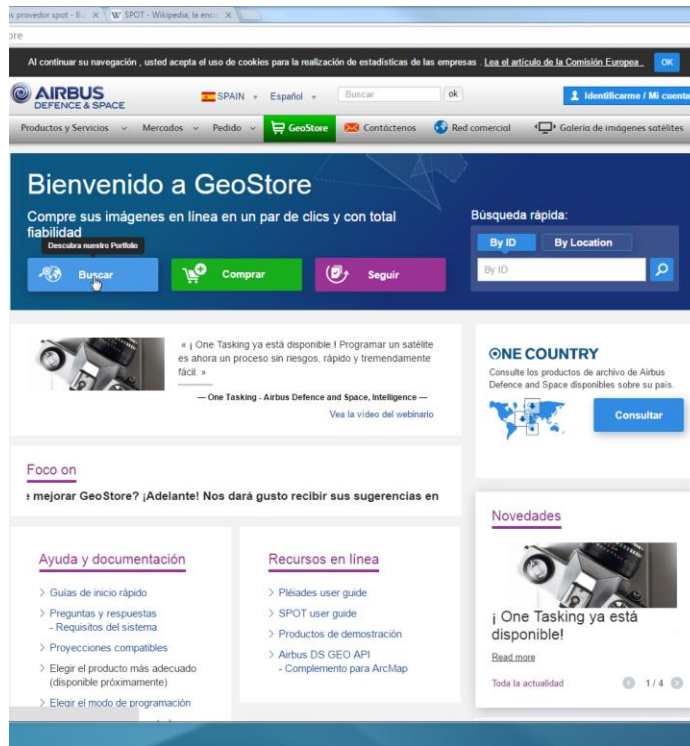 s provedor spot - Bu
SPOT - Wikipedia, la enci
ore
Al continuar su navegación , usted acepta el uso de cookies para la realización de estadísticas de las empresas . Lea el artículo de la Comisión Europea
OK
AIRBUS
DEFENCE & SPACE
SPAIN
Español
Buscar
ok
Identificarme / Mi cuenta
Productos y Servicios
Mercados
Pedido
GeoStore
Contáctenos
Red comercial
Galería de imágenes satélites
Bienvenido a GeoStore
Compre sus imágenes en línea en un par de clics y con total
fiabilidad
Descubra nuestro Portfolio
Buscar
Comprar
Seguir
Búsqueda rápida:
By ID
By Location
By ID
« ¡ One Tasking ya está disponible ! Programar un satélite
es ahora un proceso sin riesgos, rápido y tremendamente
fácil. »
— One Tasking - Airbus Defence and Space, Intelligence —
Vea la vídeo del webinario
ONE COUNTRY
Consulte los productos de archivo de Airbus
Defence and Space disponibles sobre su país.
Consultar
Foco on
e mejorar GeoStore? ¡Adelante! Nos dará gusto recibir sus sugerencias en
Ayuda y documentación
> Guías de inicio rápido
> Preguntas y respuestas
- Requisitos del sistema
> Proyecciones compatibles
> Elegir el producto más adecuado
(disponible próximamente)
> Elegir el modo de programación
Recursos en línea
> Pléiades user guide
> SPOT user guide
> Productos de demostración
> Airbus DS GEO API
- Complemento para ArcMap
Novedades
¡ One Tasking ya está
disponible!
Read more
Toda la actualidad
1 / 4